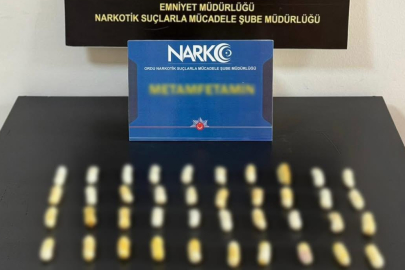 EMNİYET MÜDÜRLÜĞÜ
NARKOTİK SUÇLARLA MÜCADELE ŞUBE MÜDÜRLÜĞÜ
NARKO
ORDU NARKOTİK SUÇLARLA MÜCADELE ŞUBE MÜDÜRLÜĞÜ
METAMFETAMİN